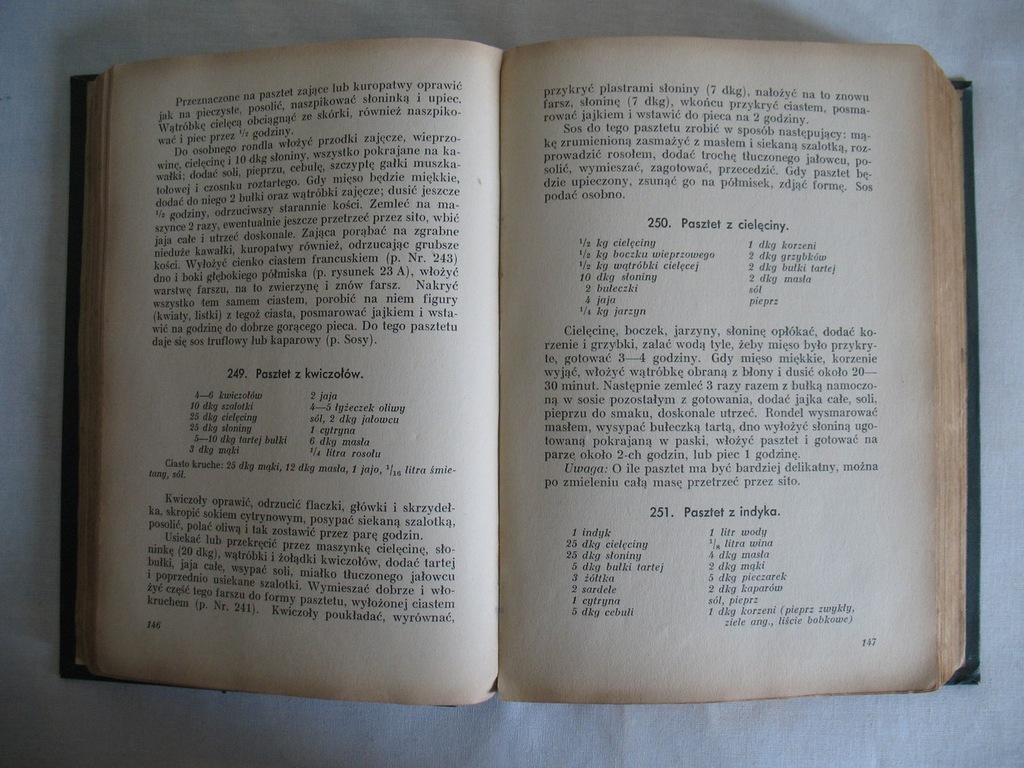 Przeznaczone na pasztet zające lub kuropatwy oprawić
jak na pieczyste, posolić, naszpikować słoninką i upiec.
Wątróbkę cielęcą obciągnąć ze skórki, również naszpiko-
wać i piec przez 1/2 godziny.
Do osobnego rondla włożyć przodki zajęcze, wieprzo-
winę, cielęcinę i 10 dkg słoniny, wszystko pokrajane na ka-
wałki; dodać soli, pieprzu, cebulę, szczyptę gałki muszka-
tołowej i czosnku roztartego. Gdy mięso będzie miękkie,
dodać do niego 2 bułki oraz wątróbki zajęcze; dusić jeszcze
1/2 godziny, odrzuciwszy starannie kości. Zemleć na ma-
szynce 2 razy, ewentualnie jeszcze przetrzeć przez sito, wbić
jaja całe i utrzeć doskonale. Zająca porąbać na zgrabne
nieduże kawałki, kuropatwy również, odrzucając grubsze
kości. Wyłożyć cienko ciastem francuskiem (p. Nr. 243)
dno i boki głębokiego półmiska (p. rysunek 23 A), włożyć
warstwę farszu, na to zwierzynę i znów farsz. Nakryć
wszystko tem samem ciastem, porobić na niem figury
(kwiaty, listki) z tegoż ciasta, posmarować jajkiem i wsta-
wić na godzinę do dobrze gorącego pieca. Do tego pasztetu
daje się sos truflowy lub kaparowy (p. Sosy).
249. Pasztet z kwiczołów.
4—6 kwiczołów
10 dkg szalotki
25 dkg cielęciny
25 dkg słoniny
5—10 dkg tartej bułki
3 dkg mąki
2 jaja
4—5 łyżeczek oliwy
sól, 2 dkg jałowcu
1 cytryna
6 dkg masła
1/4 litra rosołu
Ciasto kruche: 25 dkg mąki, 12 dkg masła, 1 jajo, 1/16 litra śmie-
tany, sól.
Kwiczoły oprawić, odrzucić flaczki, główki i skrzydeł-
ka, skropić sokiem cytrynowym, posypać siekaną szalotką,
posolić, polać oliwą i tak zostawić przez parę godzin.
Usiekać lub przekręcić przez maszynkę cielęcinę, sło-
ninkę (20 dkg), wątróbki i żołądki kwiczołów, dodać tartej
bułki, jaja całe, wsypać soli, miałko tłuczonego jałowcu
i poprzednio usiekane szalotki. Wymieszać dobrze i wło-
żyć część tego farszu do formy pasztetu, wyłożonej ciastem
kruchem (p. Nr. 241). Kwiczoły poukładać, wyrównać,
146
przykryć plastrami słoniny (7 dkg), nałożyć na to znowu
farsz, słoninę (7 dkg), wkońcu przykryć ciastem, posma-
rować jajkiem i wstawić do pieca na 2 godziny.
Sos do tego pasztetu zrobić w sposób następujący: mą-
kę zrumienioną zasmażyć z masłem i siekaną szalotką, roz-
prowadzić rosołem, dodać trochę tłuczonego jałowcu, po-
solić, wymieszać, zagotować, przecedzić. Gdy pasztet bę-
dzie upieczony, zsunąć go na półmisek, zdjąć formę. Sos
podać osobno.
250. Pasztet z cielęciny.
1/2 kg cielęciny
1/2 kg boczku wieprzowego
1/2 kg wątróbki cielęcej
10 dkg słoniny
2 bułeczki
4 jaja
1/4 kg jarzyn
1 dkg korzeni
2 dkg grzybków
2 dkg bułki tartej
2 dkg masła
sól
pieprz
Cielęcinę, boczek, jarzyny, słoninę opłókać, dodać ko-
rzenie i grzybki, zalać wodą tyle, żeby mięso było przykry-
te, gotować 3—4 godziny. Gdy mięso miękkie, korzenie
wyjąć, włożyć wątróbkę obraną z błony i dusić około 20—
30 minut. Następnie zemleć 3 razy razem z bułką namoczo-
ną w sosie pozostałym z gotowania, dodać jajka całe, soli,
pieprzu do smaku, doskonale utrzeć. Rondel wysmarować
masłem, wysypać bułeczką tartą, dno wyłożyć słoniną ugo-
towaną pokrajaną w paski, włożyć pasztet i gotować na
parze około 2-ch godzin, lub piec 1 godzinę.
Uwaga: O ile pasztet ma być bardziej delikatny, można
po zmieleniu całą masę przetrzeć przez sito.
251. Pasztet z indyka.
1 indyk
25 dkg cielęciny
25 dkg słoniny
5 dkg bułki tartej
3 żółtka
2 sardele
1 cytryna
5 dkg cebuli
1 litr wody
1/8 litra wina
4 dkg masła
2 dkg mąki
5 dkg pieczarek
2 dkg kaparów
sól, pieprz
1 dkg korzeni (pieprz zwykły,
ziele ang., liście bobkowe)
147